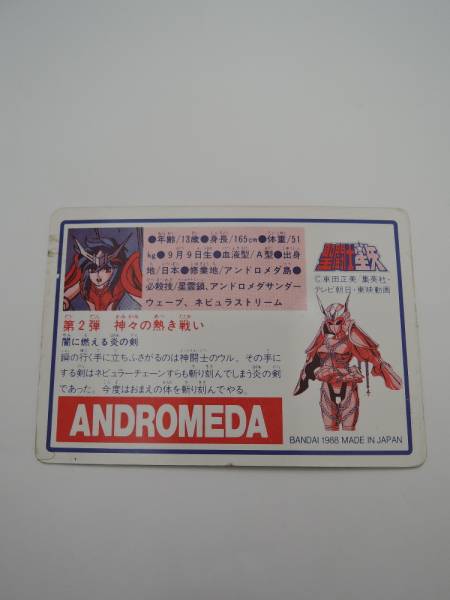 ●年齢/13歳●身長/165cm●体重/51
kg●9月9日生●血液型/A型●出身
地/日本●修業地/アンドロメダ島●
必殺技/星雲鎖、アンドロメダサンダー
ウェーブ、ネビュラストリーム
聖闘士星矢
©車田正美/集英社・
テレビ朝日・東映動画
第2弾 神々の熱き戦い
闇に燃える炎の剣
瞬の行く手に立ちふさがるのは神闘士のウル。その手に
する剣はネビュラーチェーンすらも斬り刻んでしまう炎の剣
であった。今度はおまえの体を斬り刻んでやる。
ANDROMEDA
BANDAI 1988 MADE IN JAPAN